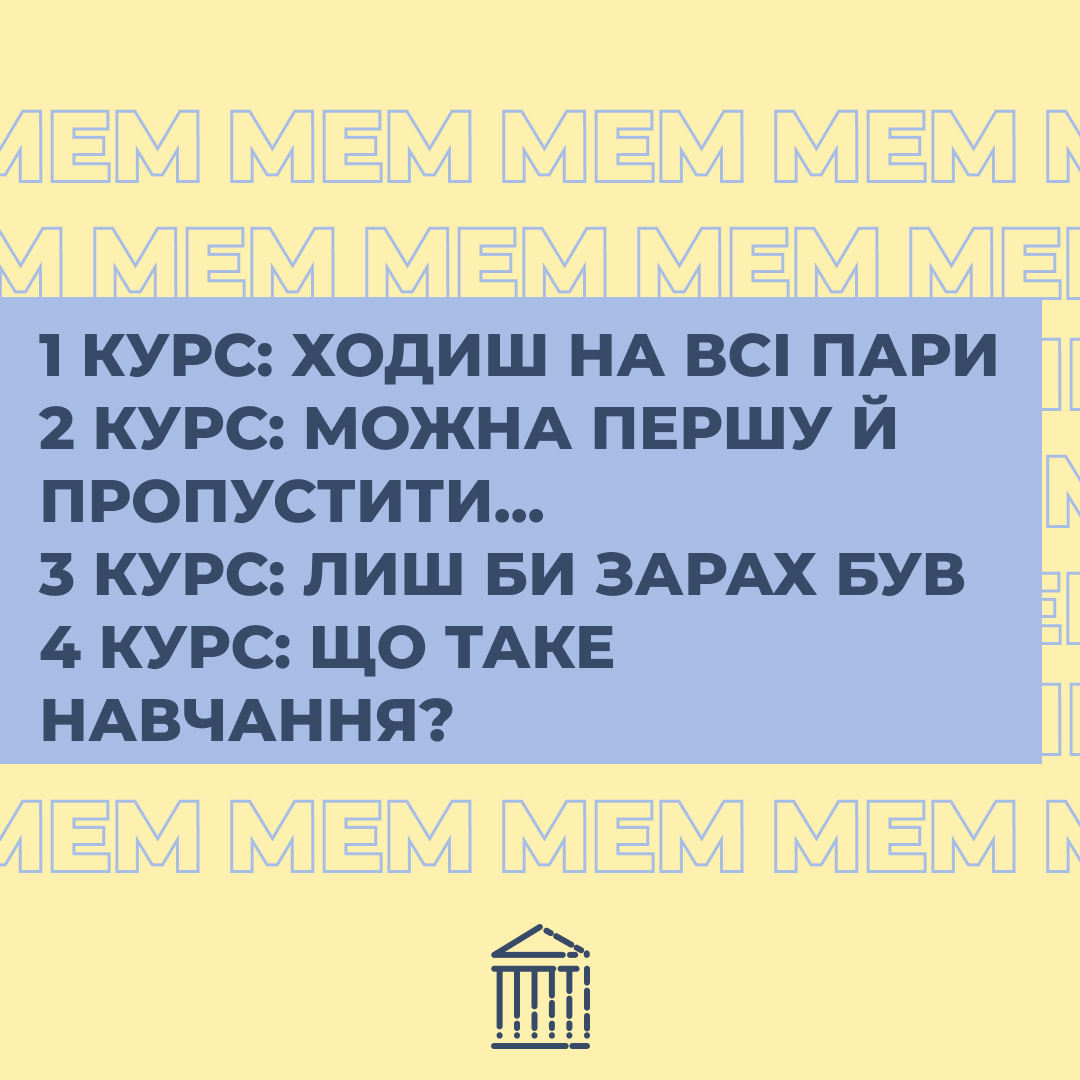 МЕМ МЕМ МЕМ МЕМ
МЕМ МЕМ МЕМ
1 КУРС: ХОДИШ НА ВСІ ПАРИ
2 КУРС: МОЖНА ПЕРШУ Й
ПРОПУСТИТИ...
3 КУРС: ЛИШ БИ ЗАРАХ БУВ
4 КУРС: ЩО ТАКЕ
НАВЧАННЯ?
МЕМ МЕМ МЕМ МЕМ